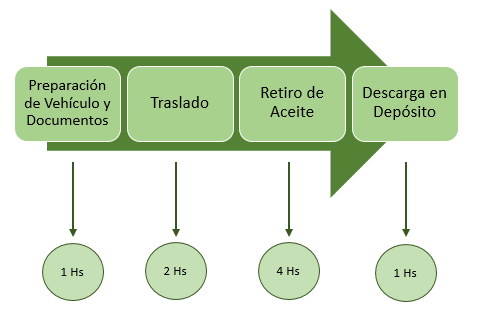 Preparación
de Vehículo y
Documentos
Traslado
Retiro de
Aceite
Descarga en
Depósito
1 Hs
2 Hs
4 Hs
1 Hs